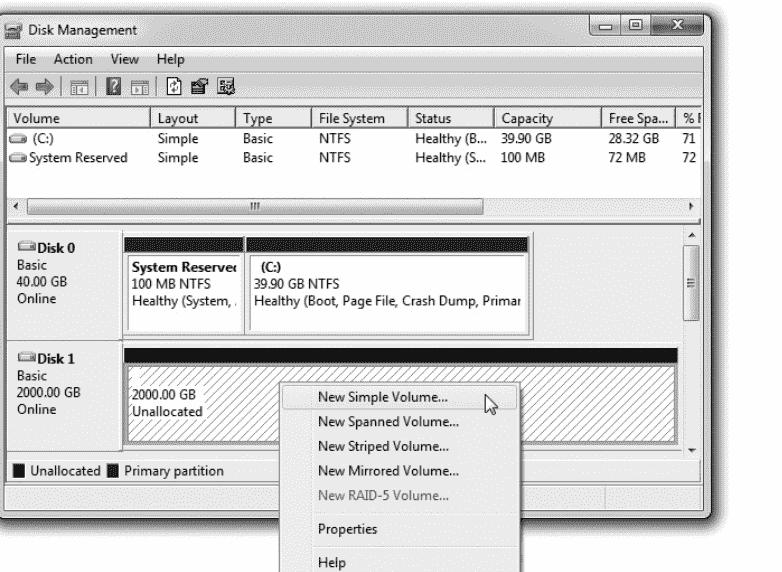 Disk Management
File Action View Help
Volume Layout Type File System Status Capacity Free Spa... % F
(C:) Simple Basic NTFS Healthy (B... 39.90 GB 28.32 GB 71
System Reserved Simple Basic NTFS Healthy (S... 100 MB 72 MB 72
Disk 0
Basic
40.00 GB
Online
System Reserved
100 MB NTFS
Healthy (System, .
(C:)
39.90 GB NTFS
Healthy (Boot, Page File, Crash Dump, Primar
Disk 1
Basic
2000.00 GB
Online
2000.00 GB
Unallocated
New Simple Volume...
New Spanned Volume...
New Striped Volume...
New Mirrored Volume...
New RAID-5 Volume...
Properties
Help
Unallocated Primary partition